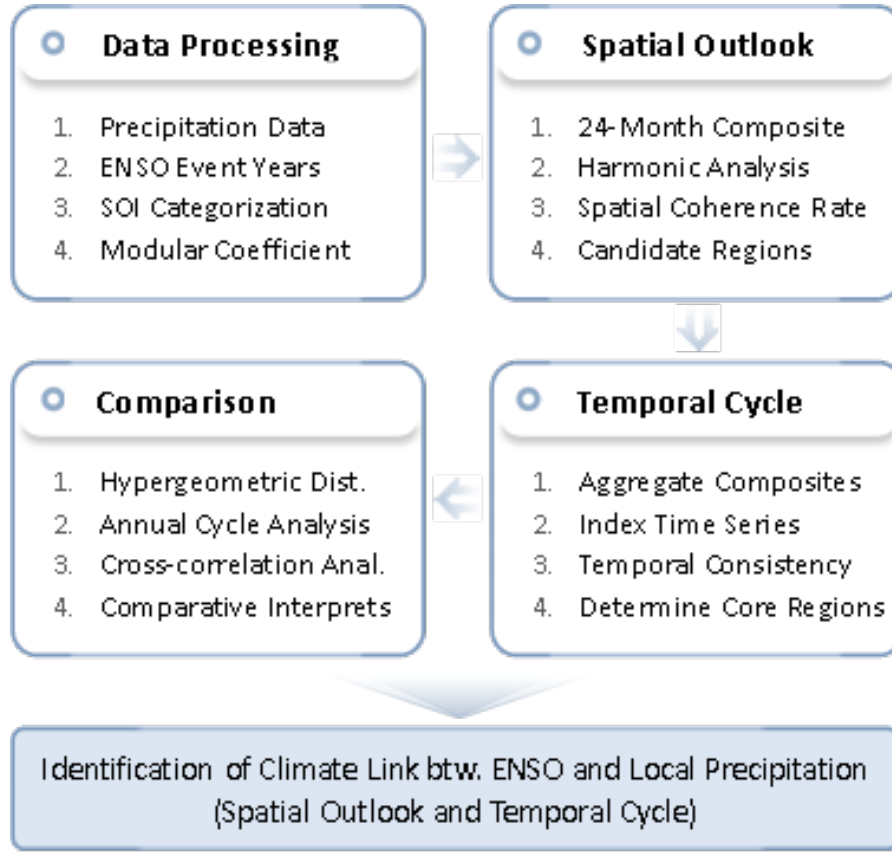 Data Processing
1. Precipitation Data
2. ENSO Event Years
3. SOI Categorization
4. Modular Coefficient
Spatial Outlook
1. 24-Month Composite
2. Harmonic Analysis
3. Spatial Coherence Rate
4. Candidate Regions
Temporal Cycle
1. Aggregate Composites
2. Index Time Series
3. Temporal Consistency
4. Determine Core Regions
Comparison
1. Hypergeometric Dist.
2. Annual Cycle Analysis
3. Cross-correlation Anal.
4. Comparative Interprets
Identification of Climate Link btw. ENSO and Local Precipitation
(Spatial Outlook and Temporal Cycle)